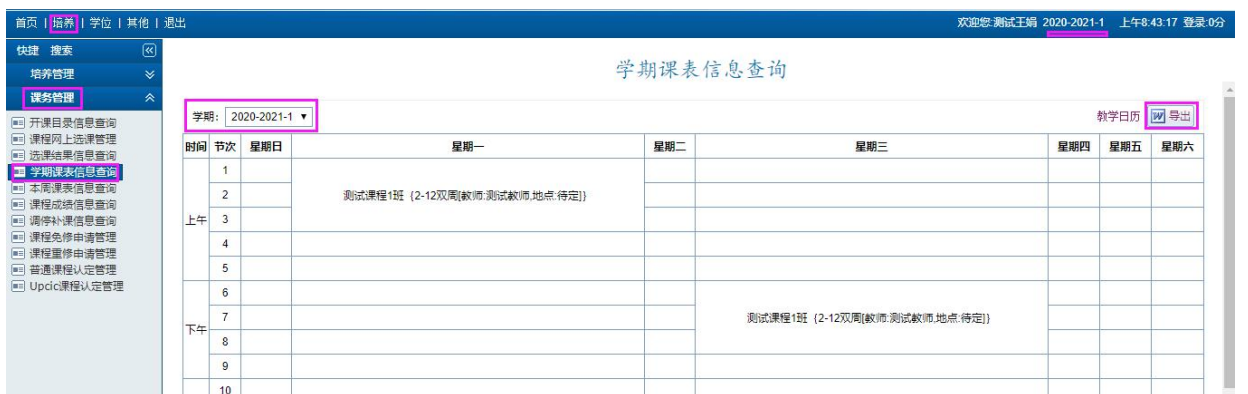 首页 | 培养 | 学位 | 其他 | 退出
欢迎您:测试王娟 2020-2021-1 上午8:43:17 登录:0分
快捷 搜索
培养管理
课务管理
开课目录信息查询
课程网上选课管理
选课结果信息查询
学期课表信息查询
本周课表信息查询
课程成绩信息查询
调停补课信息查询
课程免修申请管理
课程重修申请管理
普通课程认定管理
Upcic课程认定管理
学期课表信息查询
学期: 2020-2021-1
教学日历 导出
时间 节次 星期日 星期一 星期二 星期三 星期四 星期五 星期六
上午
1
2
测试课程1班 {2-12双周[教师:测试教师,地点:待定]}
3
4
5
下午
6
7
测试课程1班 {2-12双周[教师:测试教师,地点:待定]}
8
9
10